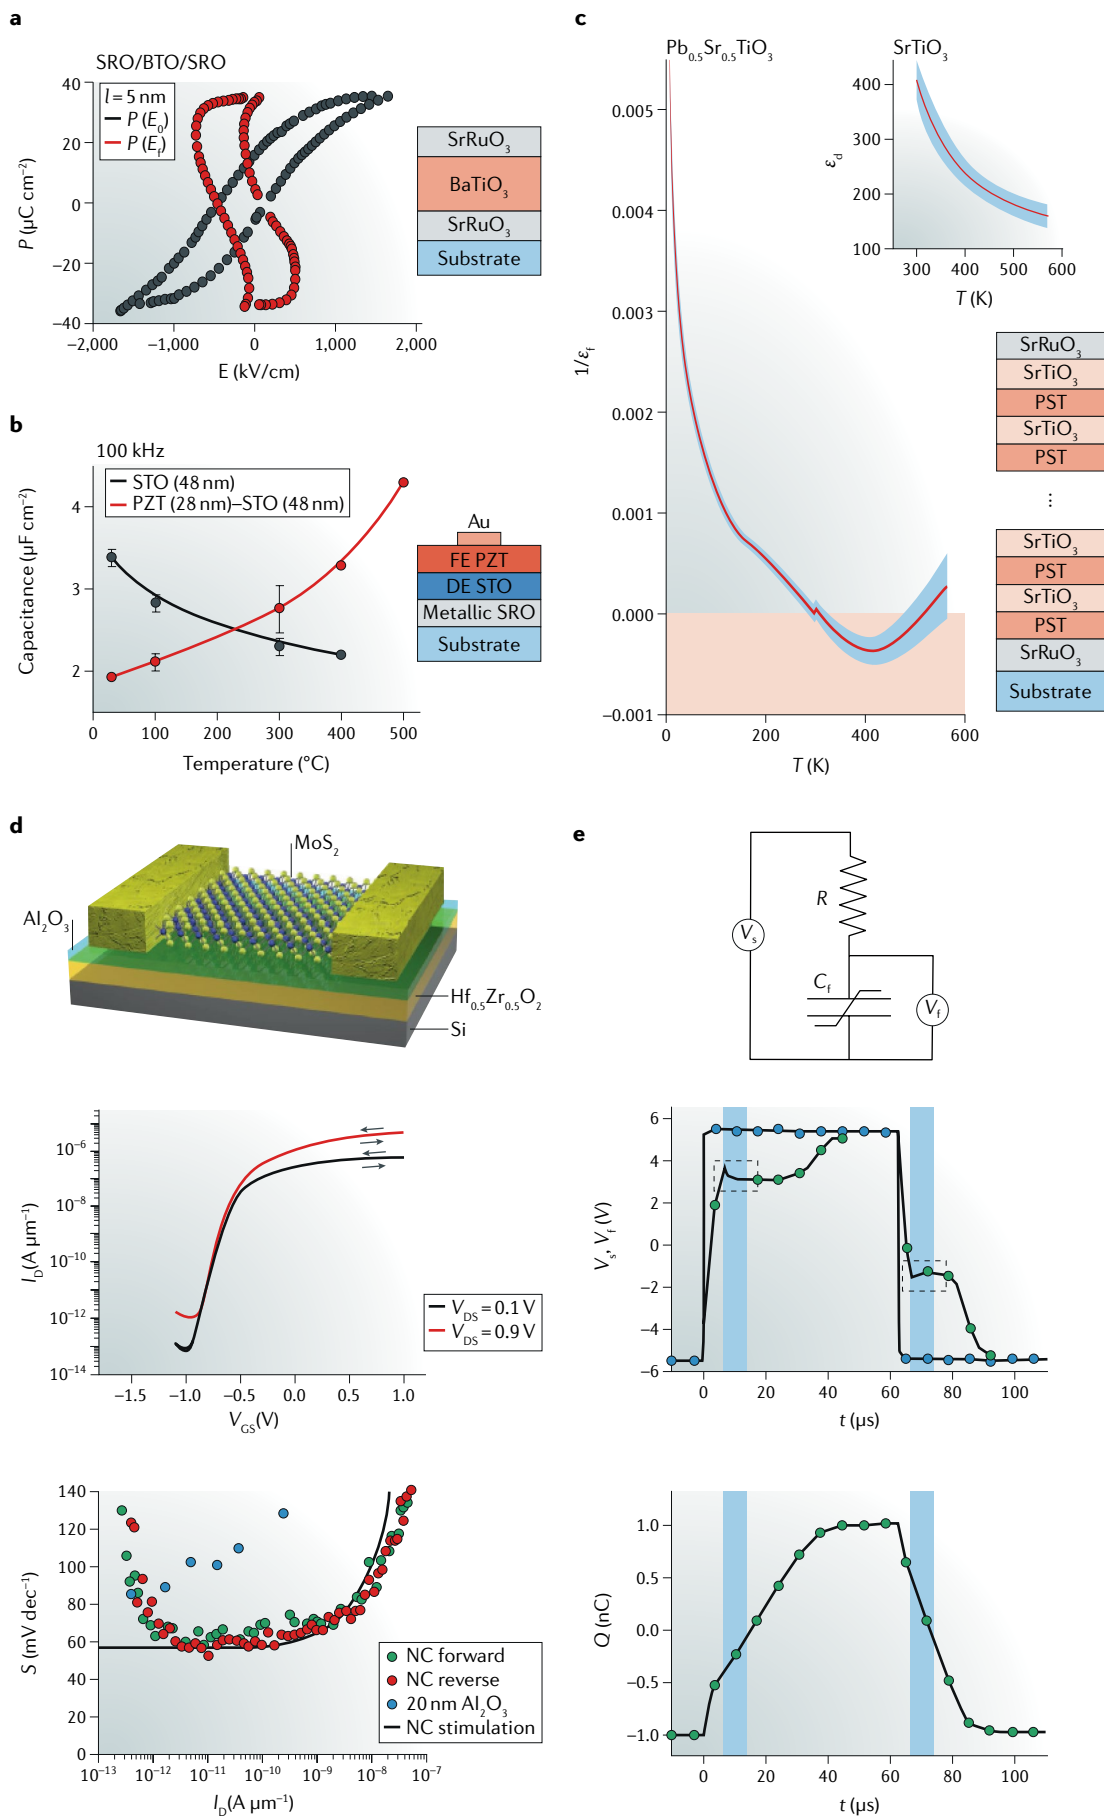 a
SRO/BTO/SRO
l = 5 nm
P (E₀)
P (E_f)
40
20
0
−20
−40
P (µC cm⁻²)
−2,000
−1,000
0
1,000
2,000
E (kV/cm)
SrRuO₃
BaTiO₃
SrRuO₃
Substrate
b
100 kHz
STO (48 nm)
PZT (28 nm)–STO (48 nm)
4
3
2
Capacitance (µF cm⁻²)
0
100
200
300
400
500
Temperature (°C)
Au
FE PZT
DE STO
Metallic SRO
Substrate
c
Pb₀.₅Sr₀.₅TiO₃
0.005
0.004
0.003
0.002
0.001
0.000
−0.001
1/ε_f
0
200
400
600
T (K)
SrTiO₃
400
300
200
100
ε_d
300
400
500
600
T (K)
SrRuO₃
SrTiO₃
PST
SrTiO₃
PST
...
SrTiO₃
PST
SrTiO₃
PST
SrRuO₃
Substrate
d
MoS₂
Al₂O₃
Hf₀.₅Zr₀.₅O₂
Si
10⁻⁶
10⁻⁸
10⁻¹⁰
10⁻¹²
10⁻¹⁴
I_D(A µm⁻¹)
V_DS = 0.1 V
V_DS = 0.9 V
−1.5
−1.0
−0.5
0.0
0.5
1.0
V_GS(V)
140
120
100
80
60
40
20
0
S (mV dec⁻¹)
NC forward
NC reverse
20 nm Al₂O₃
NC stimulation
10⁻¹³
10⁻¹²
10⁻¹¹
10⁻¹⁰
10⁻⁹
10⁻⁸
10⁻⁷
I_D(A µm⁻¹)
e
R
V_s
C_f
V_f
6
4
2
0
−2
−4
−6
V_s, V_f (V)
0
20
40
60
80
100
t (µs)
1.0
0.5
0.0
−0.5
−1.0
Q (nC)
0
20
40
60
80
100
t (µs)